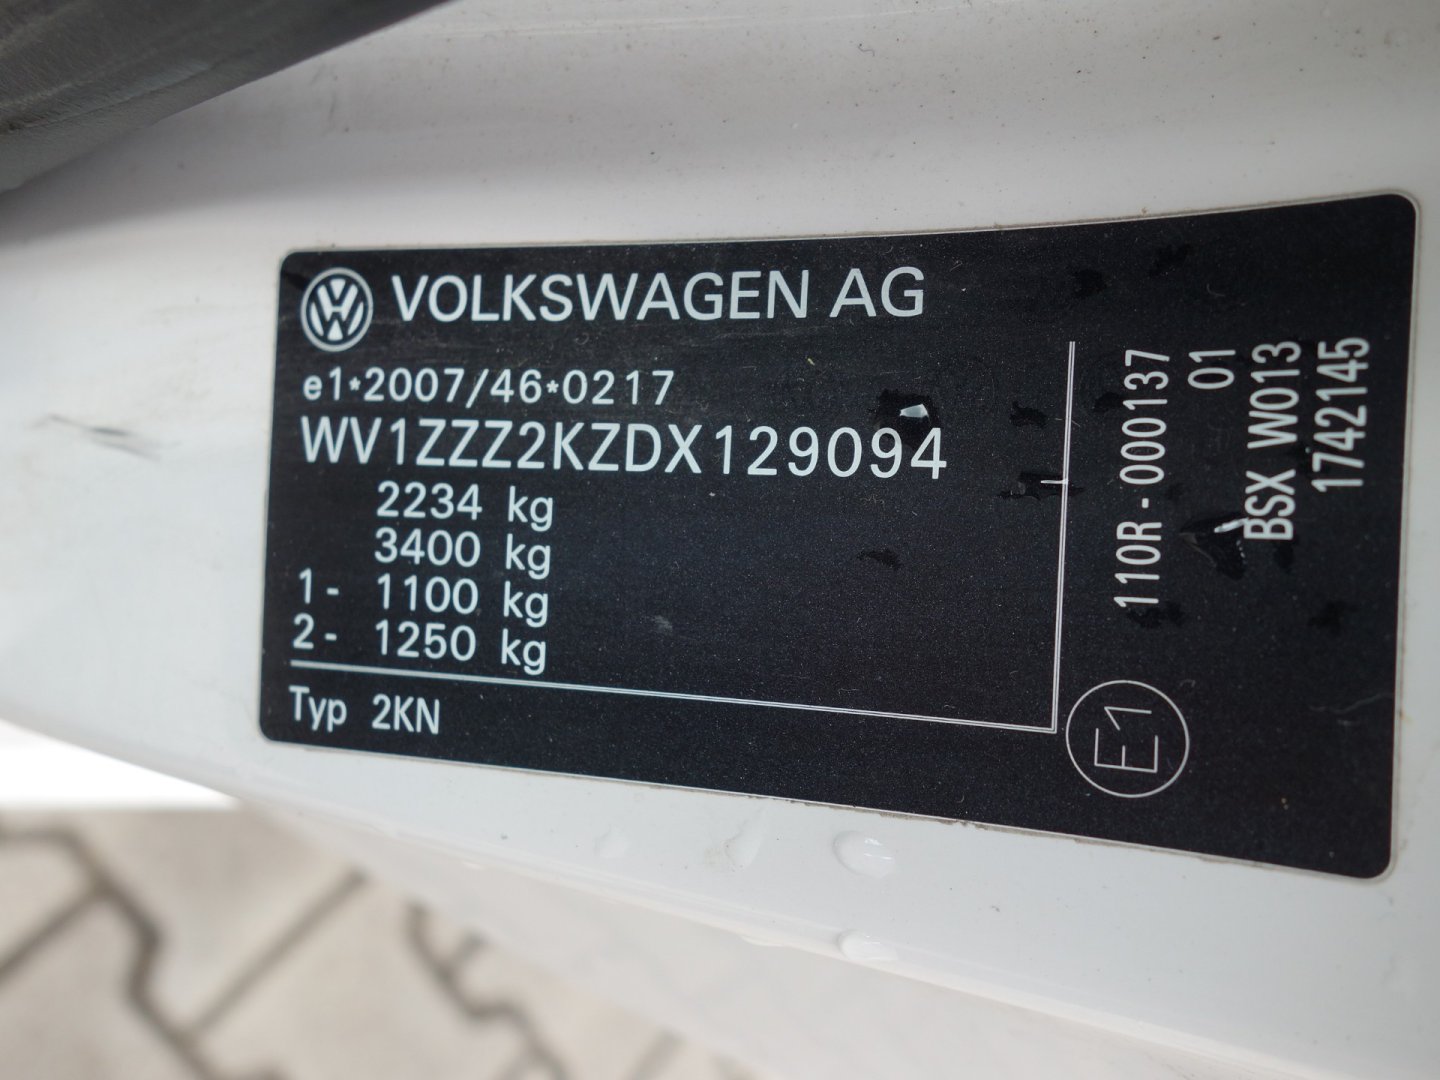 VOLKSWAGEN AG
e1*2007/46*0217
WV1ZZZ2KZDX129094
2234 kg
3400 kg
1- 1100 kg
2- 1250 kg
Typ 2KN
110R-000137
01
BSX W013
1742145
E1